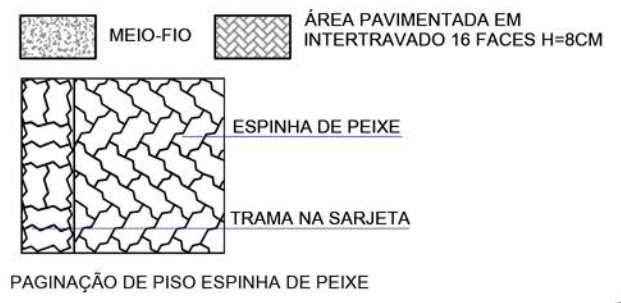 MEIO-FIO
ÁREA PAVIMENTADA EM
INTERTRAVADO 16 FACES H=8CM
ESPINHA DE PEIXE
TRAMA NA SARJETA
PAGINAÇÃO DE PISO ESPINHA DE PEIXE